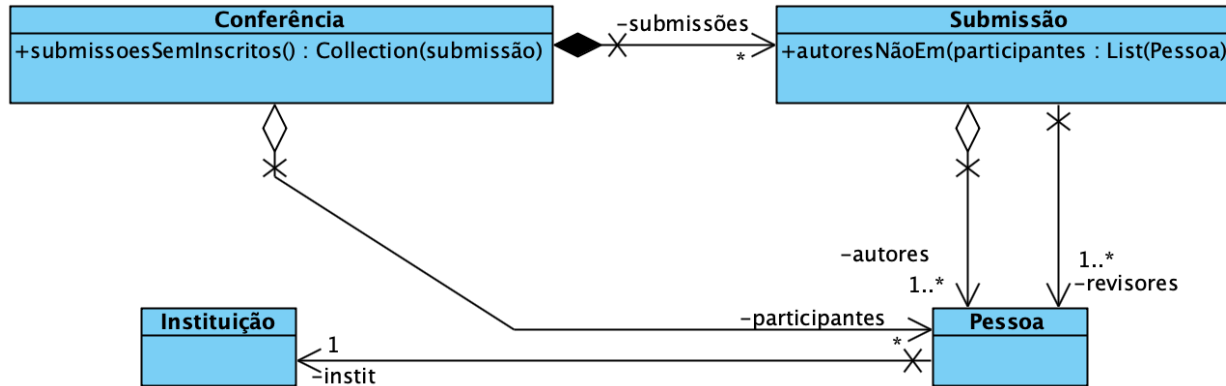 Conferência
+submissoesSemInscritos() : Collection(submissão)
-submissões
*
Submissão
+autoresNãoEm(participantes : List(Pessoa)
-autores
1..*
1..*
-revisores
-participantes
*
Instituição
1
-instit
Pessoa